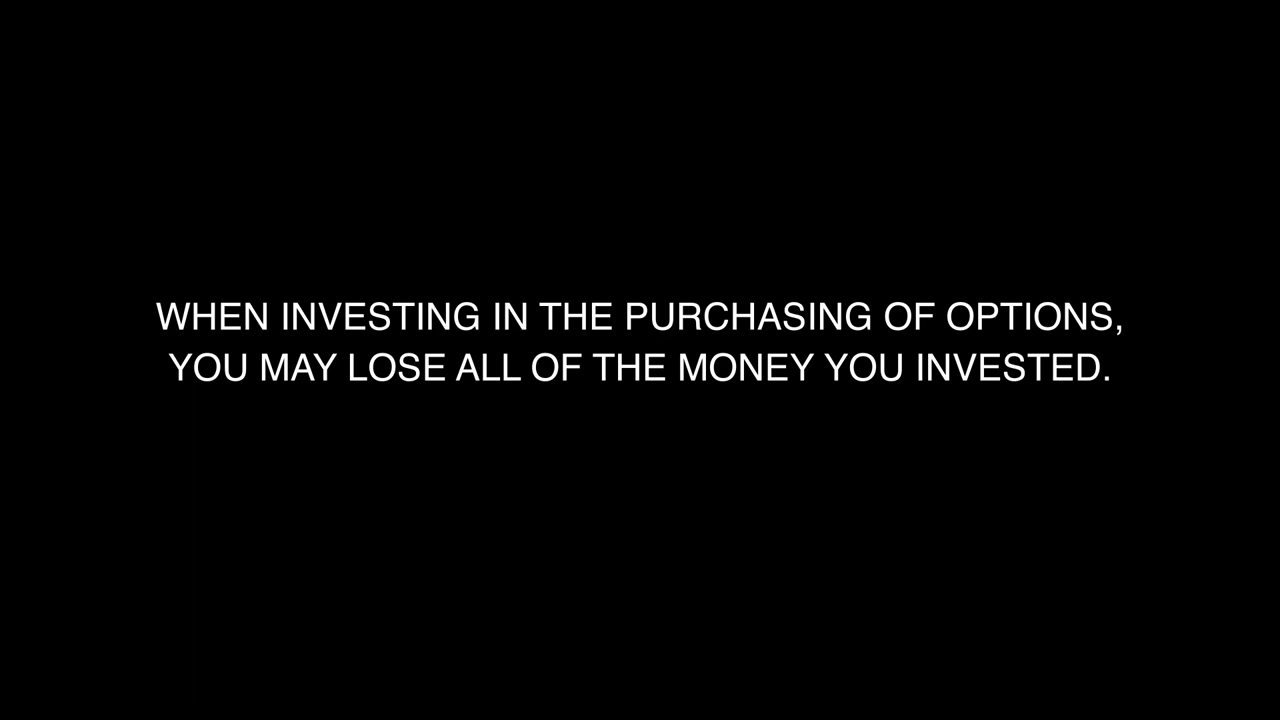 WHEN INVESTING IN THE PURCHASING OF OPTIONS,
YOU MAY LOSE ALL OF THE MONEY YOU INVESTED.